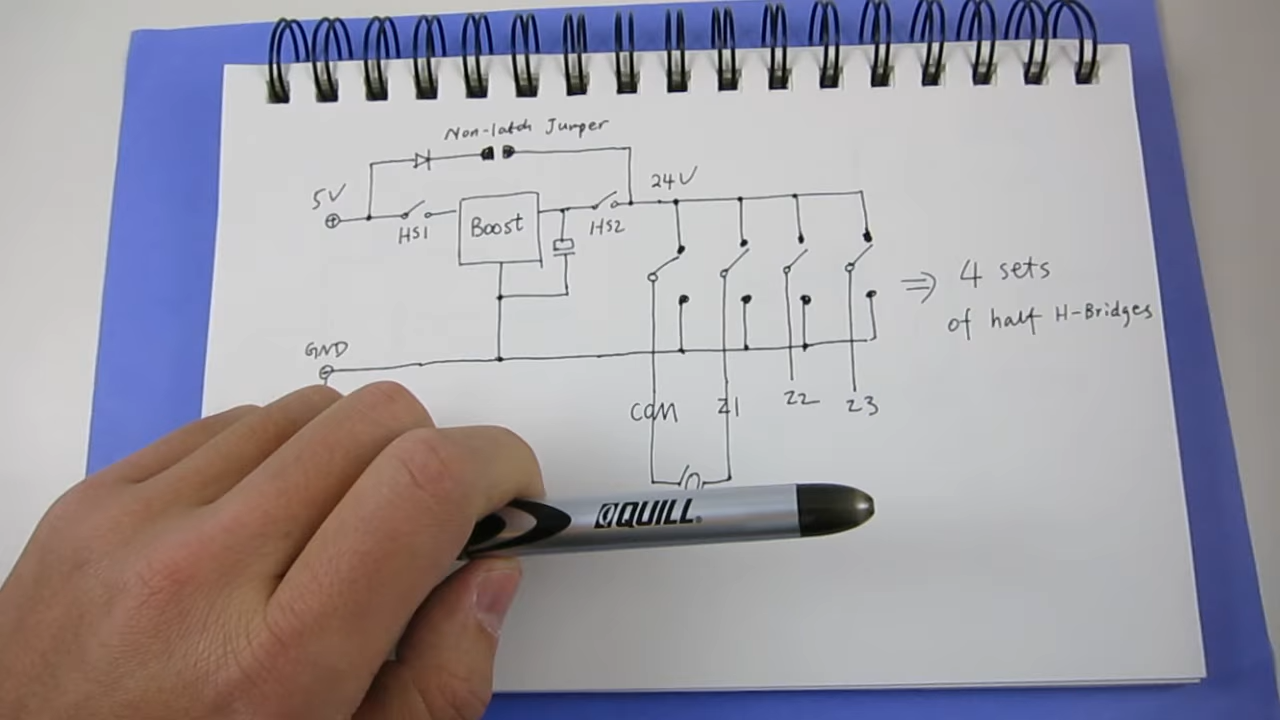 Non-latch Jumper
5V
24V
HS1
Boost
HS2
⇒ 4 sets
of half H-Bridges
GND
COM
Z1
Z2
Z3
QUILL